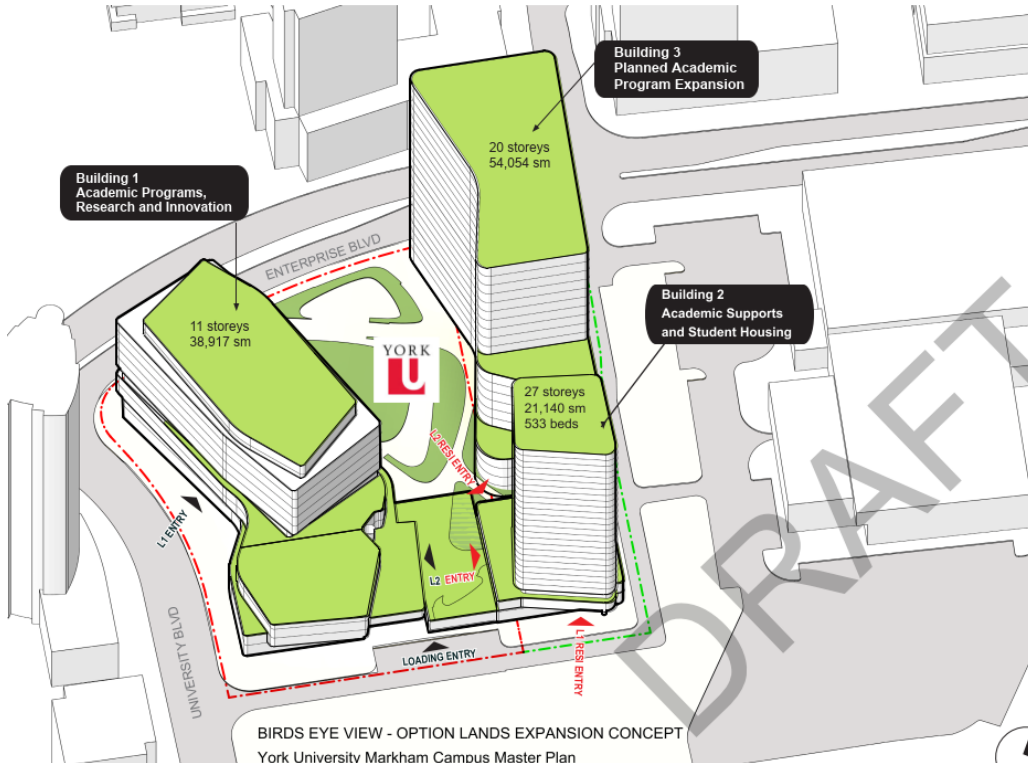 Building 3
Planned Academic
Program Expansion
20 storeys
54,054 sm
Building 1
Academic Programs,
Research and Innovation
ENTERPRISE BLVD
Building 2
Academic Supports
and Student Housing
11 storeys
38,917 sm
YORK
U
27 storeys
21,140 sm
533 beds
L2 RESI ENTRY
L1 ENTRY
L2 ENTRY
UNIVERSITY BLVD
LOADING ENTRY
L1 RESI ENTRY
DRAFT
BIRDS EYE VIEW - OPTION LANDS EXPANSION CONCEPT
York University Markham Campus Master Plan